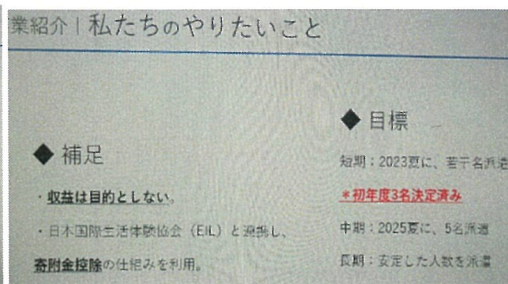 業紹介｜私たちのやりたいこと
◆ 補足
・収益は目的としない。
・日本国際生活体験協会（EIL）と連携し、
寄附金控除の仕組みを利用。
◆ 目標
短期：2023夏に、若干名派遣
＊初年度3名決定済み
中期：2025夏に、5名派遣
長期：安定した人数を派遣